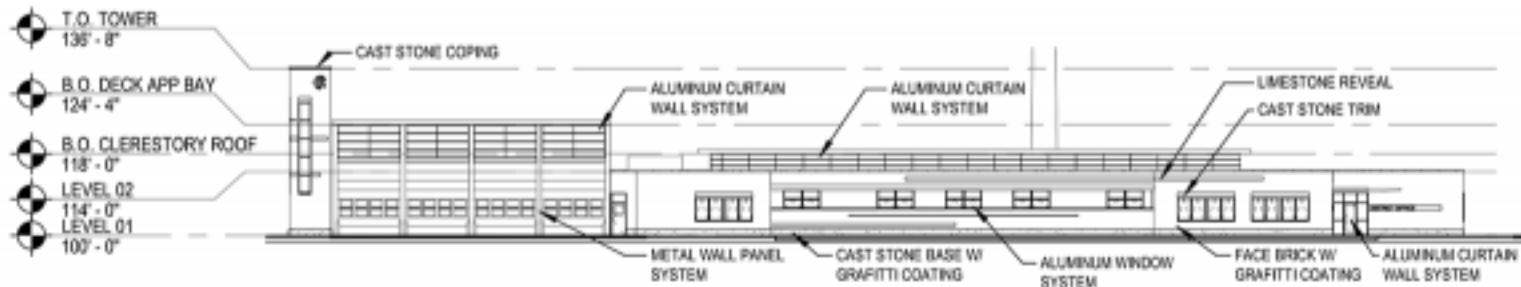 T.O. TOWER
136' - 8"
B.O. DECK APP BAY
124' - 4"
B.O. CLERESTORY ROOF
118' - 0"
LEVEL 02
114' - 0"
LEVEL 01
100' - 0"
CAST STONE COPING
ALUMINUM CURTAIN
WALL SYSTEM
ALUMINUM CURTAIN
WALL SYSTEM
LIMESTONE REVEAL
CAST STONE TRIM
METAL WALL PANEL
SYSTEM
CAST STONE BASE W/
GRAFITTI COATING
ALUMINUM WINDOW
SYSTEM
FACE BRICK W/
GRAFITTI COATING
ALUMINUM CURTAIN
WALL SYSTEM